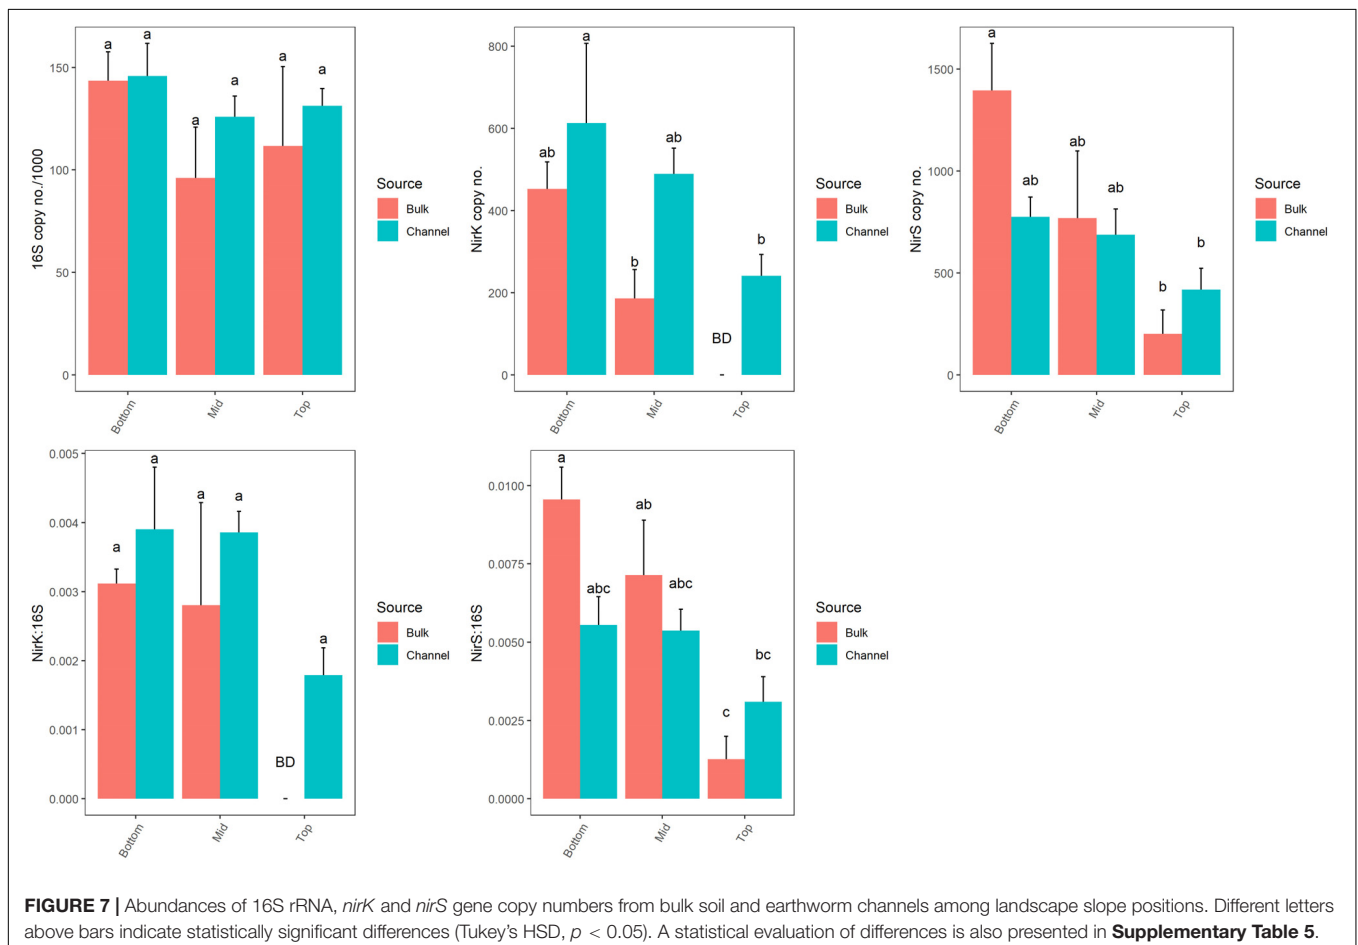 a
a
a
a
a
a
150
100
50
0
16S copy no./1000
Bottom
Mid
Top
Source
Bulk
Channel
a
ab
ab
b
b
BD
-
800
600
400
200
0
NirK copy no.
Bottom
Mid
Top
Source
Bulk
Channel
a
ab
ab
ab
b
b
1500
1000
500
0
NirS copy no.
Bottom
Mid
Top
Source
Bulk
Channel
a
a
a
a
a
BD
-
0.005
0.004
0.003
0.002
0.001
0.000
NirK:16S
Bottom
Mid
Top
Source
Bulk
Channel
a
ab
abc
abc
bc
c
0.0100
0.0075
0.0050
0.0025
0.0000
NirS:16S
Bottom
Mid
Top
Source
Bulk
Channel
FIGURE 7 | Abundances of 16S rRNA, nirK and nirS gene copy numbers from bulk soil and earthworm channels among landscape slope positions. Different letters
above bars indicate statistically significant differences (Tukey's HSD, p < 0.05). A statistical evaluation of differences is also presented in Supplementary Table 5.